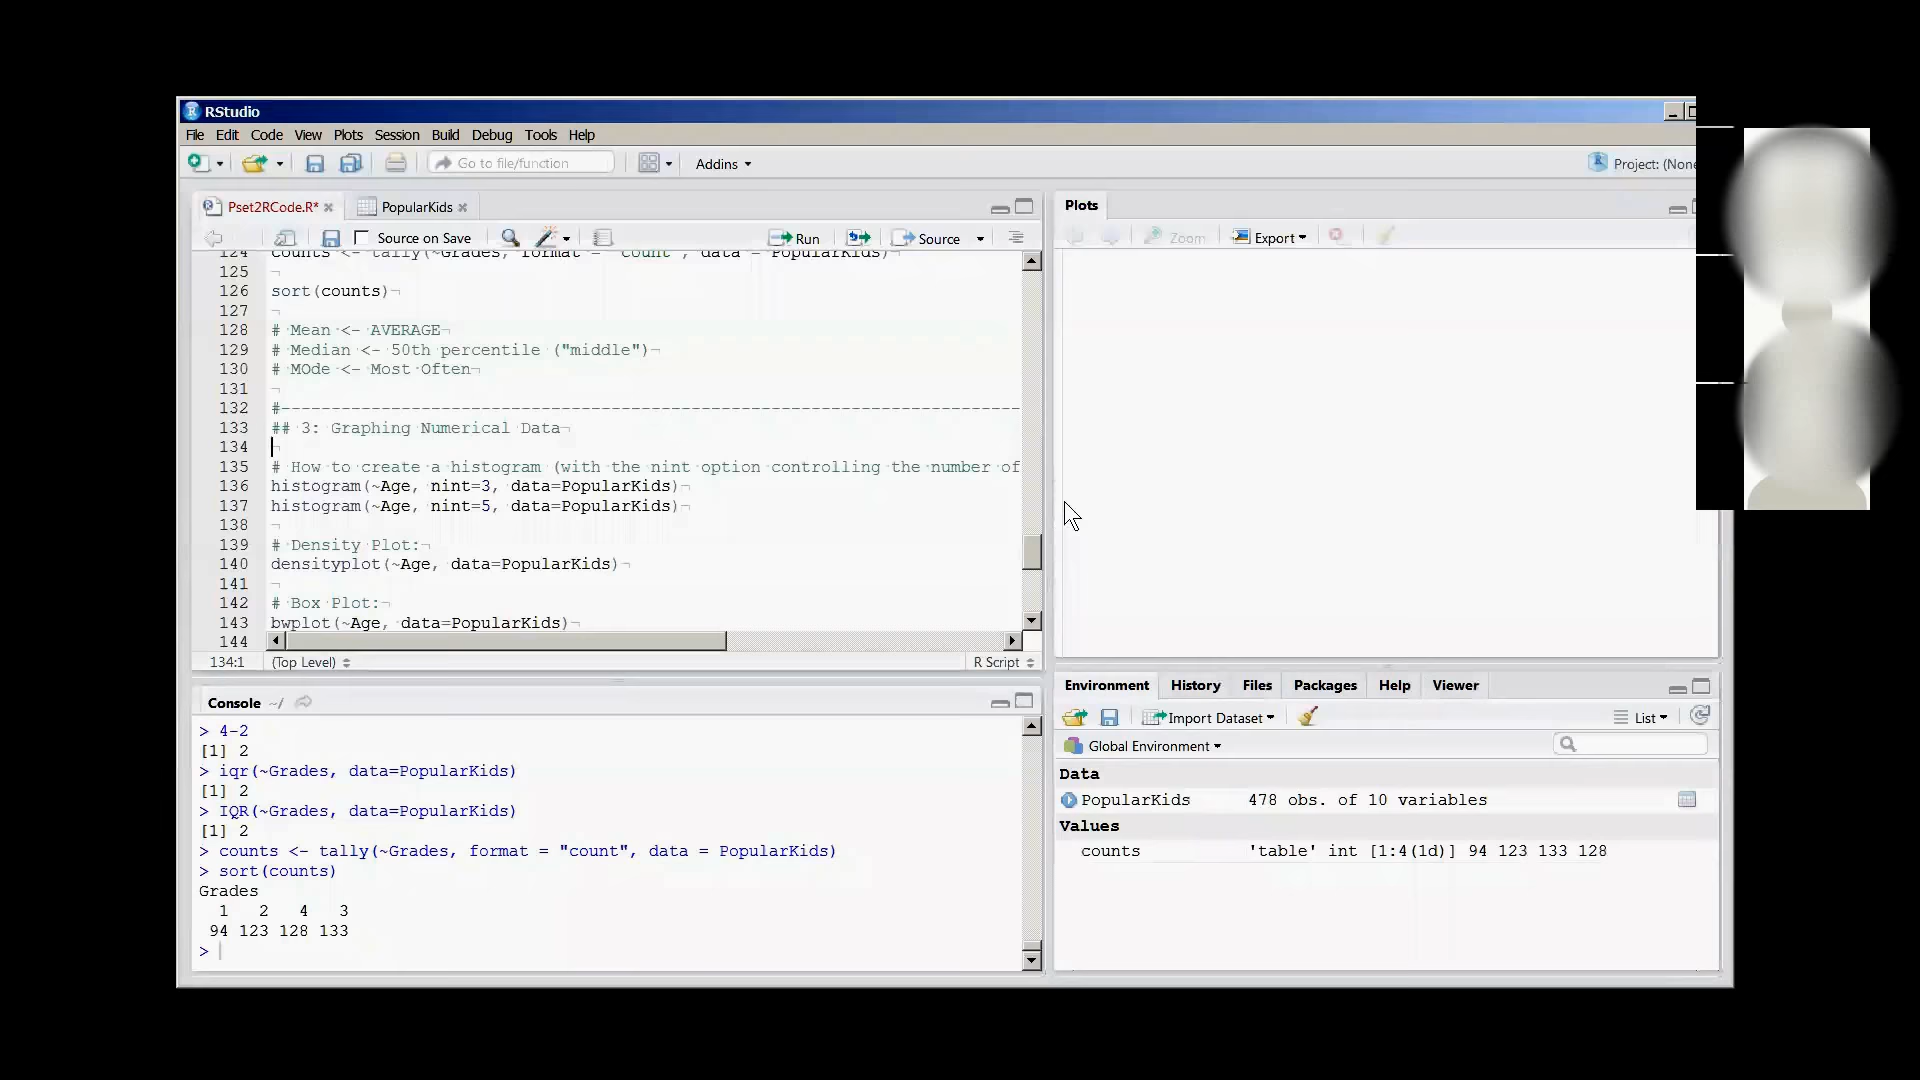 RStudio
File Edit Code View Plots Session Build Debug Tools Help
Go to file/function Addins Project: (None
Pset2RCode.R* PopularKids
Source on Save Run Source
124 counts <- tally(~Grades, format = "count", data = PopularKids)
125
126 sort(counts)
127
128 # Mean <- AVERAGE
129 # Median <- 50th percentile ("middle")
130 # MOde <- Most Often
131
132 #--------------------------------------------------------------------------
133 ## 3: Graphing Numerical Data
134
135 # How to create a histogram (with the nint option controlling the number of
136 histogram(~Age, nint=3, data=PopularKids)
137 histogram(~Age, nint=5, data=PopularKids)
138
139 # Density Plot:
140 densityplot(~Age, data=PopularKids)
141
142 # Box Plot:
143 bwplot(~Age, data=PopularKids)
144
134:1 (Top Level) R Script
Console ~/
> 4-2
[1] 2
> iqr(~Grades, data=PopularKids)
[1] 2
> IQR(~Grades, data=PopularKids)
[1] 2
> counts <- tally(~Grades, format = "count", data = PopularKids)
> sort(counts)
Grades
1 2 4 3
94 123 128 133
>
Plots
Zoom Export
Environment History Files Packages Help Viewer
Import Dataset List
Global Environment
Data
PopularKids 478 obs. of 10 variables
Values
counts 'table' int [1:4(1d)] 94 123 133 128